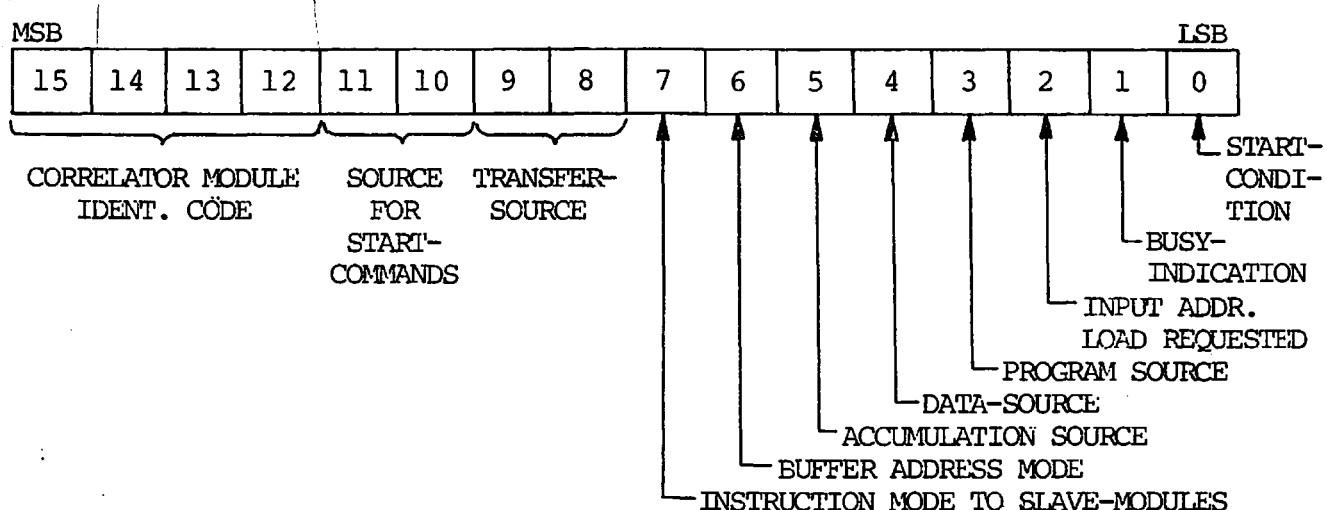 MSB LSB
15 14 13 12 11 10 9 8 7 6 5 4 3 2 1 0
CORRELATOR MODULE
IDENT. CÖDE
SOURCE
FOR
START-
COMMANDS
TRANSFER-
SOURCE
START-
CONDI-
TION
BUSY-
INDICATION
INPUT ADDR.
LOAD REQUESTED
PROGRAM SOURCE
DATA-SOURCE
ACCUMULATION SOURCE
BUFFER ADDRESS MODE
INSTRUCTION MODE TO SLAVE-MODULES